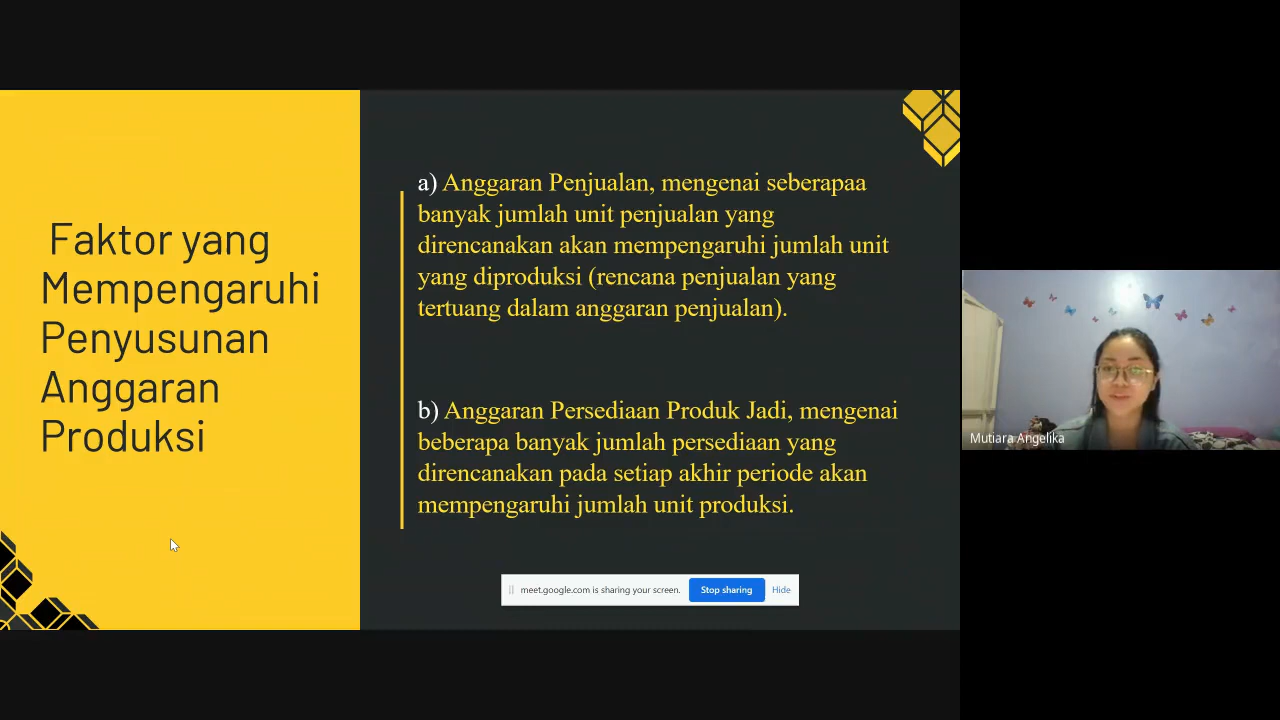 Faktor yang
Mempengaruhi
Penyusunan
Anggaran
Produksi
a) Anggaran Penjualan, mengenai seberapaa
banyak jumlah unit penjualan yang
direncanakan akan mempengaruhi jumlah unit
yang diproduksi (rencana penjualan yang
tertuang dalam anggaran penjualan).
b) Anggaran Persediaan Produk Jadi, mengenai
beberapa banyak jumlah persediaan yang
direncanakan pada setiap akhir periode akan
mempengaruhi jumlah unit produksi.
meet.google.com is sharing your screen. Stop sharing Hide
Mutiara Angelika